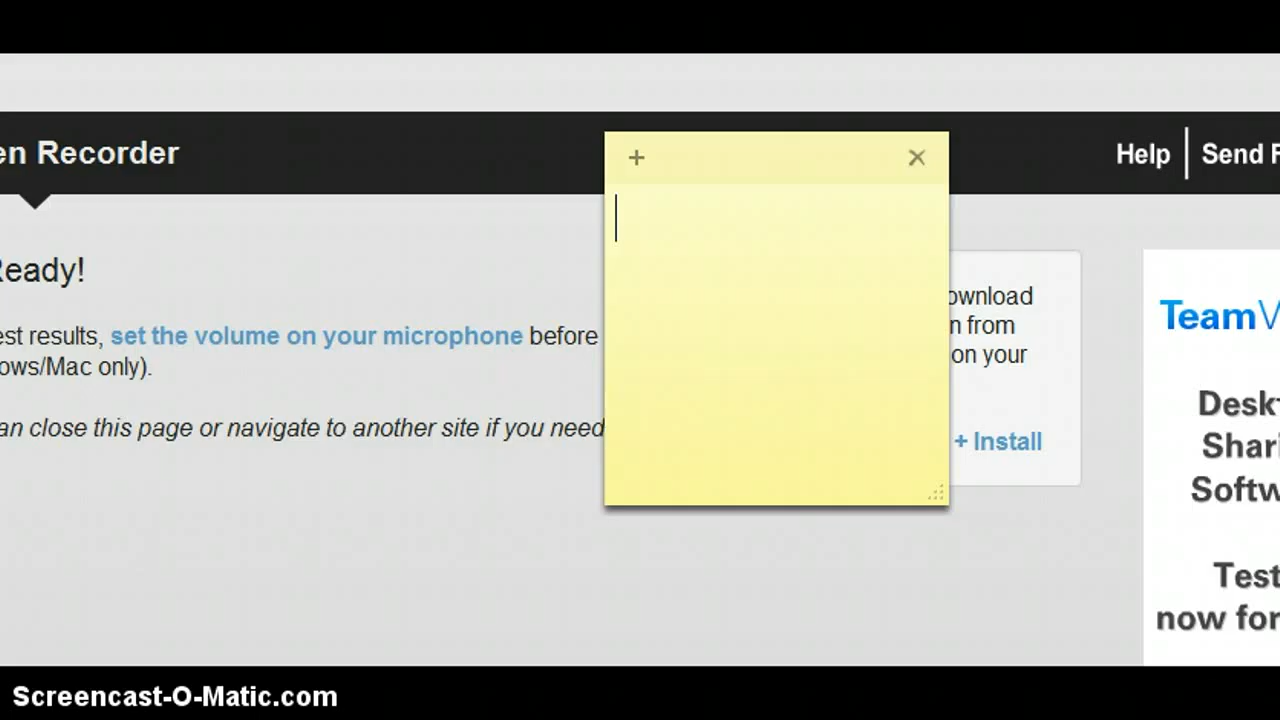 en Recorder
Help
Send F
Ready!
est results, set the volume on your microphone before
ows/Mac only).
an close this page or navigate to another site if you need
ownload
n from
on your
+ Install
TeamV
Deskt
Shari
Softw
Test
now for
Screencast-O-Matic.com